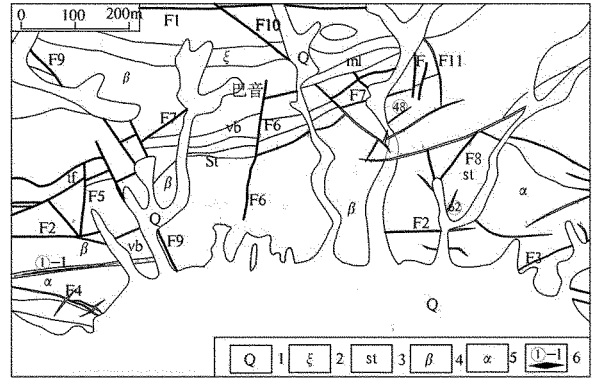 0 100 200m
F1 F10
F9 β ξ Q ml F F11
巴音 F7 48
F7 vb F6
St β F8
tf F5 st α
F6 β 62
F2 Q F2
β vb F9 F3
①-1
α
F4
Q
Q 1 ξ 2 st 3 β 4 α 5 ①-1 6